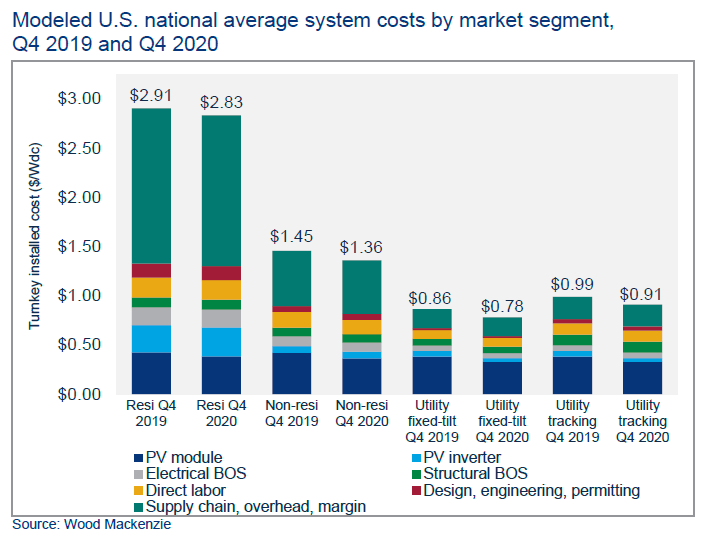 Modeled U.S. national average system costs by market segment,
Q4 2019 and Q4 2020
Turnkey installed cost ($/Wdc)
$3.00
$2.50
$2.00
$1.50
$1.00
$0.50
$0.00
$2.91
$2.83
$1.45
$1.36
$0.86
$0.78
$0.99
$0.91
Resi Q4
2019
Resi Q4
2020
Non-resi
Q4 2019
Non-resi
Q4 2020
Utility
fixed-tilt
Q4 2019
Utility
fixed-tilt
Q4 2020
Utility
tracking
Q4 2019
Utility
tracking
Q4 2020
PV module
PV inverter
Electrical BOS
Structural BOS
Direct labor
Design, engineering, permitting
Supply chain, overhead, margin
Source: Wood Mackenzie